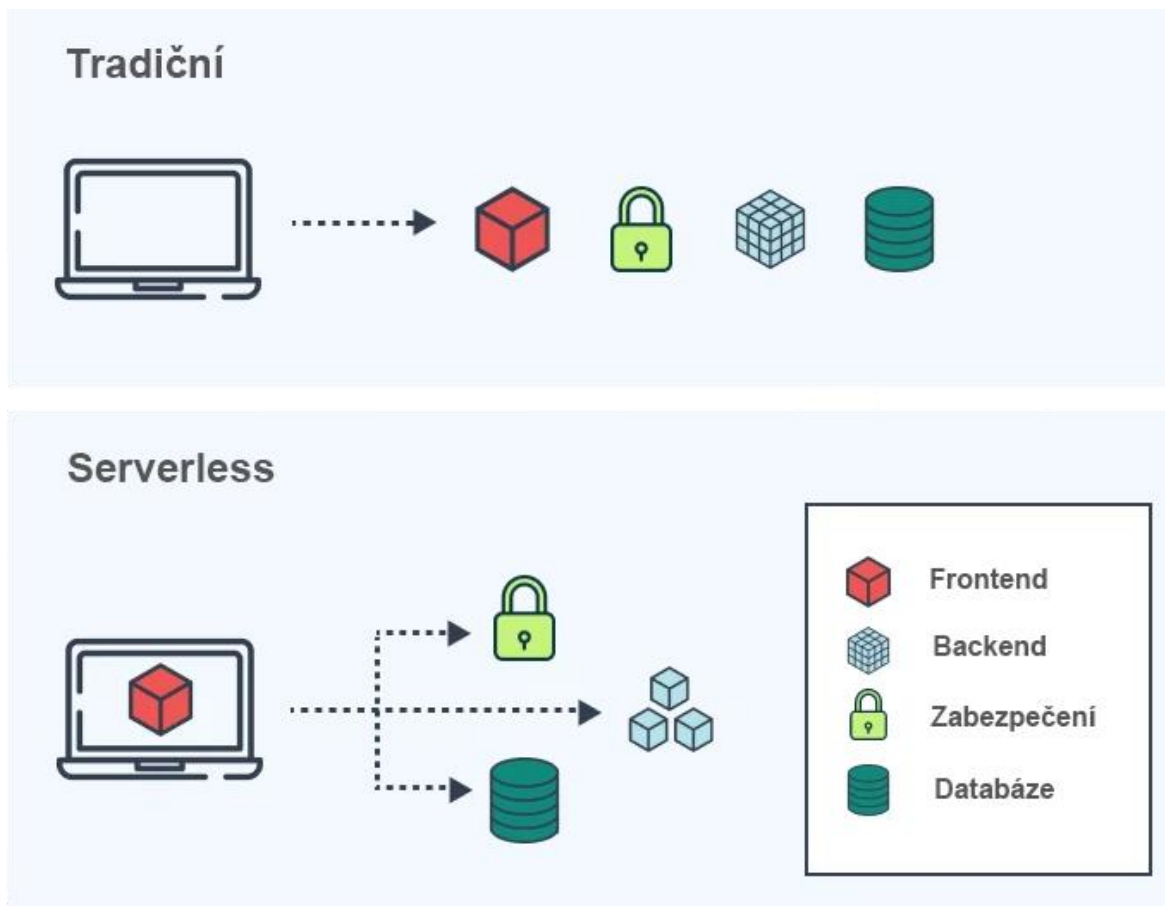 Tradiční
Serverless
Frontend
Backend
Zabezpečení
Databáze